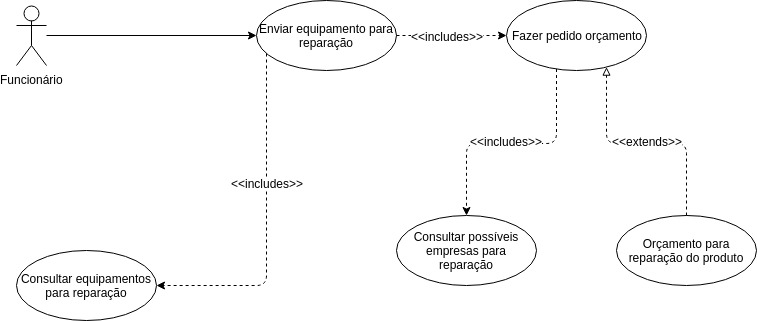 Enviar equipamento para
reparação
<<includes>>
Fazer pedido orçamento
Funcionário
<<includes>>
<<extends>>
<<includes>>
Consultar possíveis
empresas para
reparação
Orçamento para
reparação do produto
Consultar equipamentos
para reparação